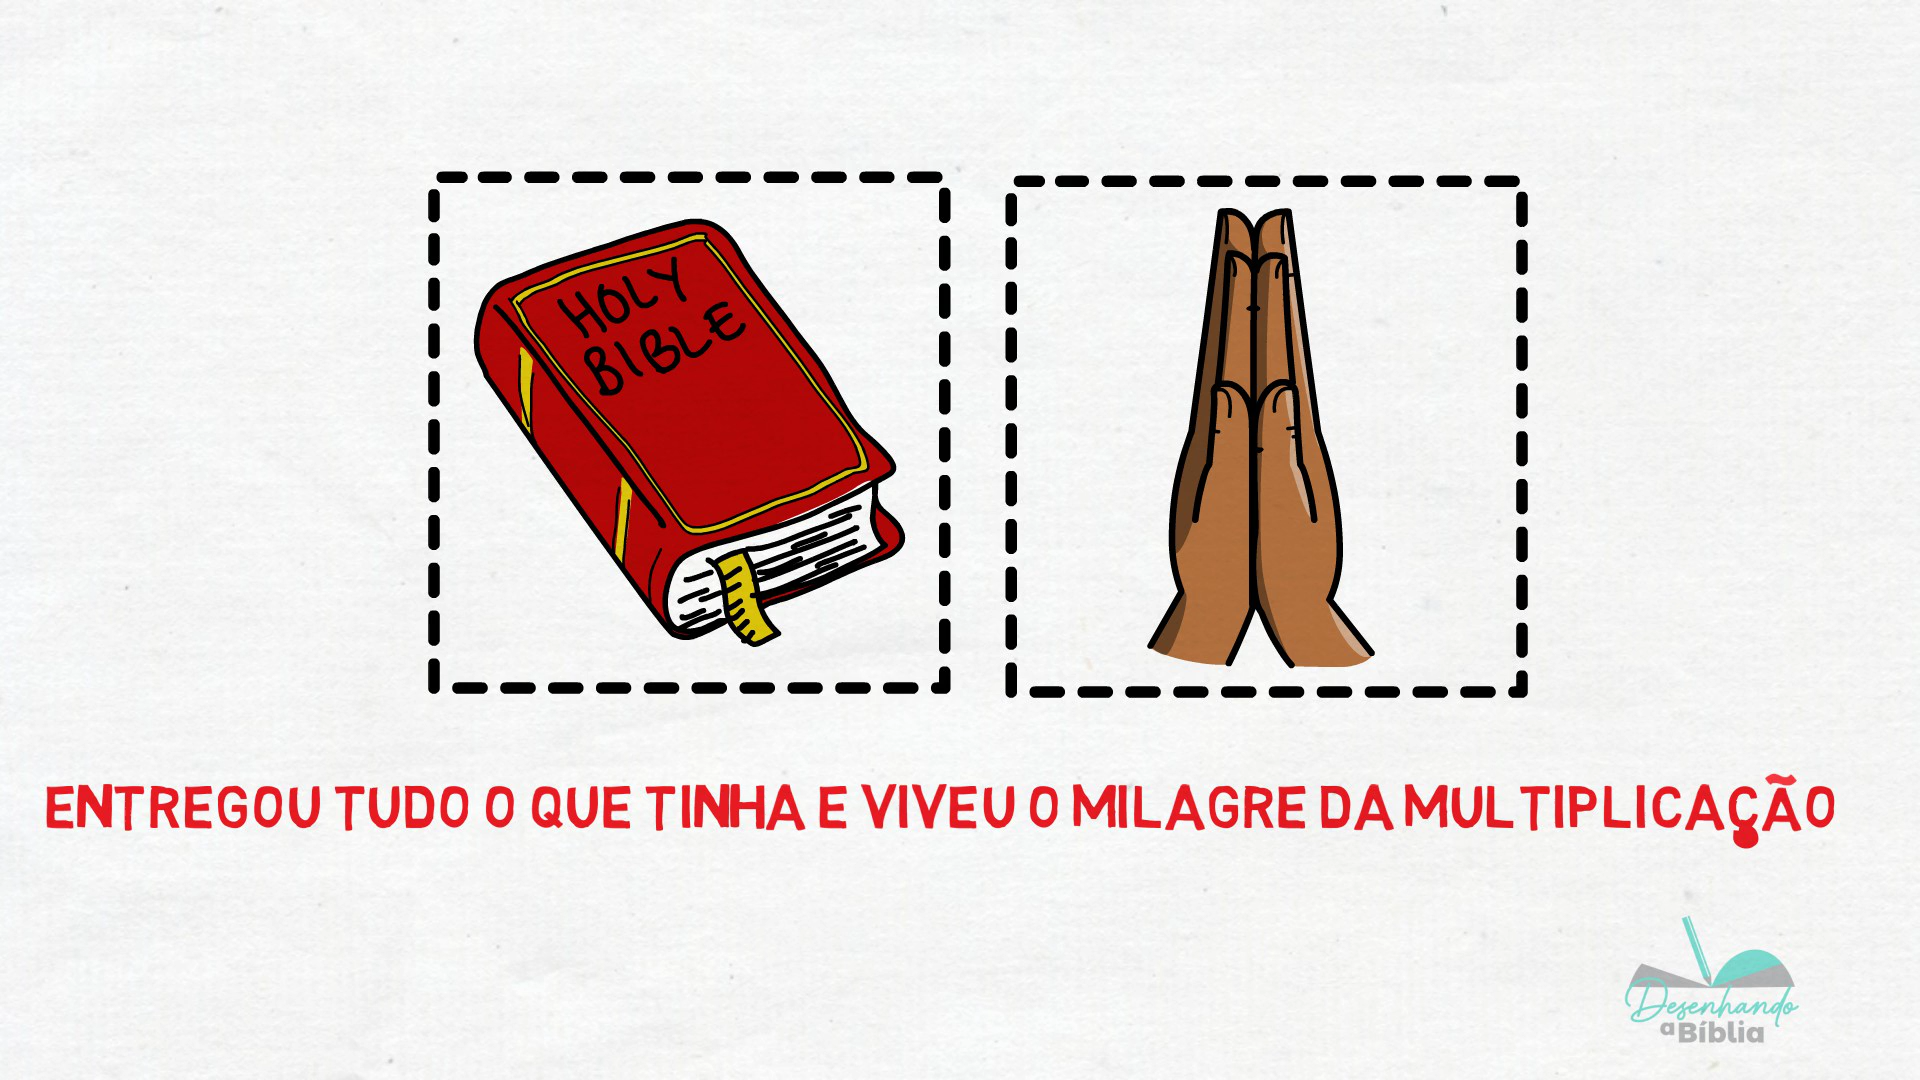 HOLY
BIBLE
ENTREGOU TUDO O QUE TINHA E VIVEU O MILAGRE DA MULTIPLICAÇÃO
Desenhando
a Bíblia